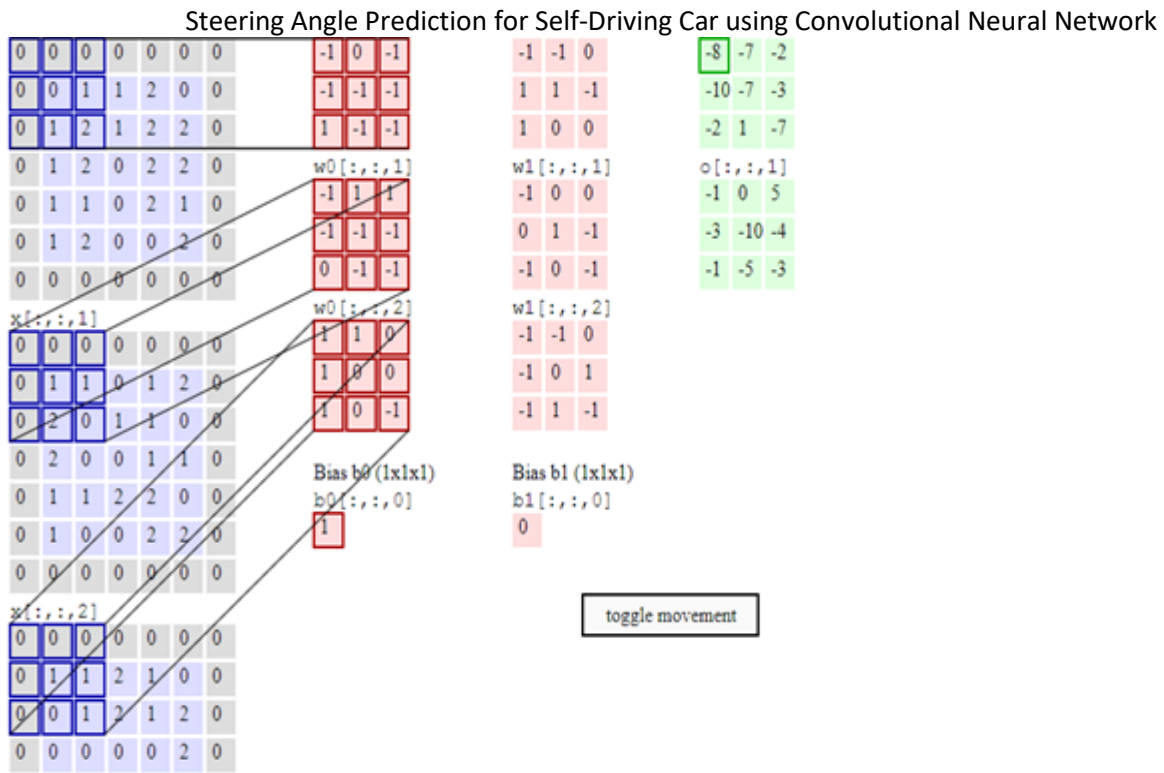 Steering Angle Prediction for Self-Driving Car using Convolutional Neural Network
0 0 0 0 0 0 0 -1 0 -1 -1 -1 0 -8 -7 -2
0 0 1 1 2 0 0 -1 -1 -1 1 1 -1 -10 -7 -3
0 1 2 1 2 2 0 1 -1 -1 1 0 0 -2 1 -7
0 1 2 0 2 2 0 w0[:,:,1] w1[:,:,1] o[:,:,1]
0 1 1 0 2 1 0 -1 1 1 -1 0 0 -1 0 5
0 1 2 0 0 2 0 -1 -1 -1 0 1 -1 -3 -10 -4
0 0 0 0 0 0 0 0 -1 -1 -1 0 -1 -1 -5 -3
x[:,:,1] w0[:,:,2] w1[:,:,2]
0 0 0 0 0 0 0 1 1 0 -1 -1 0
0 1 1 0 1 2 0 1 0 0 -1 0 1
0 2 0 1 1 0 0 1 0 -1 -1 1 -1
0 2 0 0 1 1 0 Bias b0 (1x1x1) Bias b1 (1x1x1)
0 1 1 2 2 0 0 b0[:,:,0] b1[:,:,0]
0 1 0 0 2 2 0 1 0
0 0 0 0 0 0 0
x[:,:,2] toggle movement
0 0 0 0 0 0 0
0 1 1 2 1 0 0
0 0 1 2 1 2 0
0 0 0 0 0 2 0